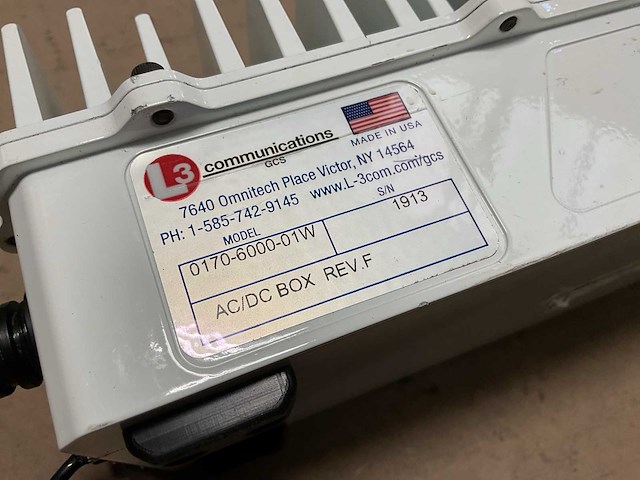 L3 communications
GCS
MADE IN USA
7640 Omnitech Place Victor, NY 14564
PH: 1-585-742-9145 www.L-3com.com/gcs
MODEL S/N
0170-6000-01W 1913
AC/DC BOX REV.F